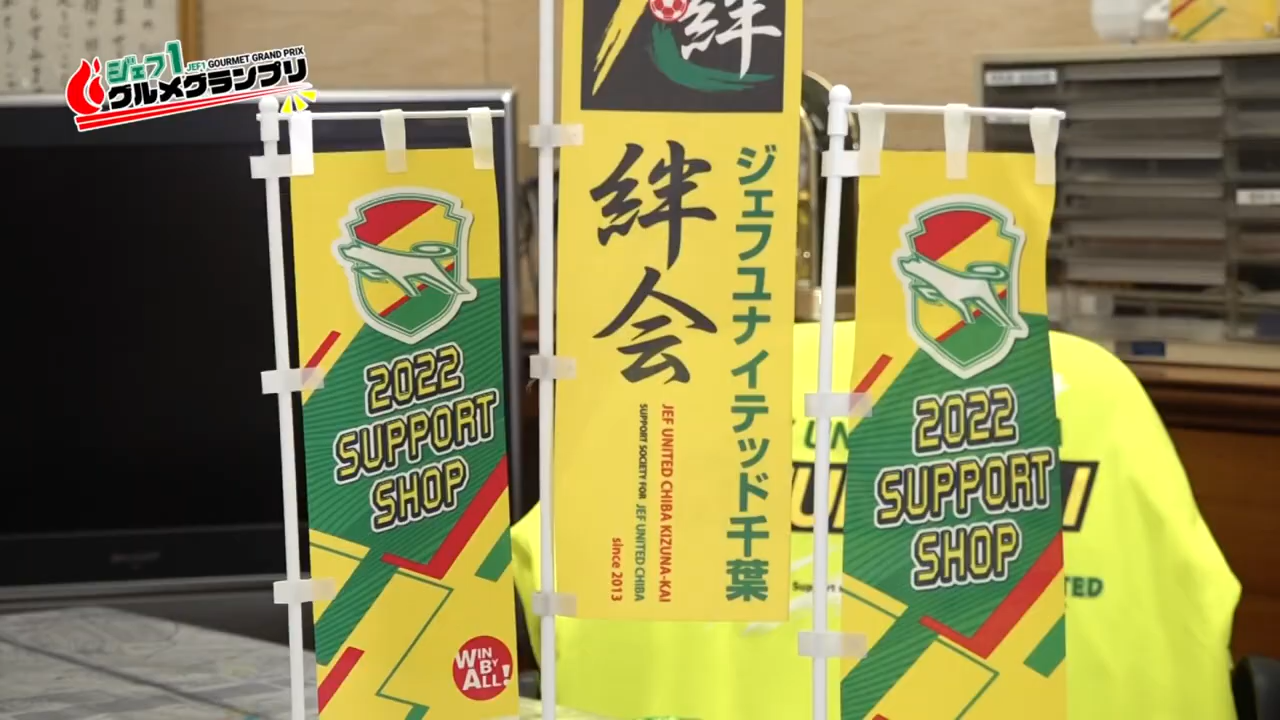 ジェフ1
JEF1 GOURMET GRAND PRIX
グルメグランプリ
絆
絆会
ジェフユナイテッド千葉
JEF UNITED CHIBA KIZUNA-KAI
SUPPORT SOCIETY FOR JEF UNITED CHIBA
since 2013
2022
SUPPORT
SHOP
WIN
BY
ALL!
2022
SUPPORT
SHOP